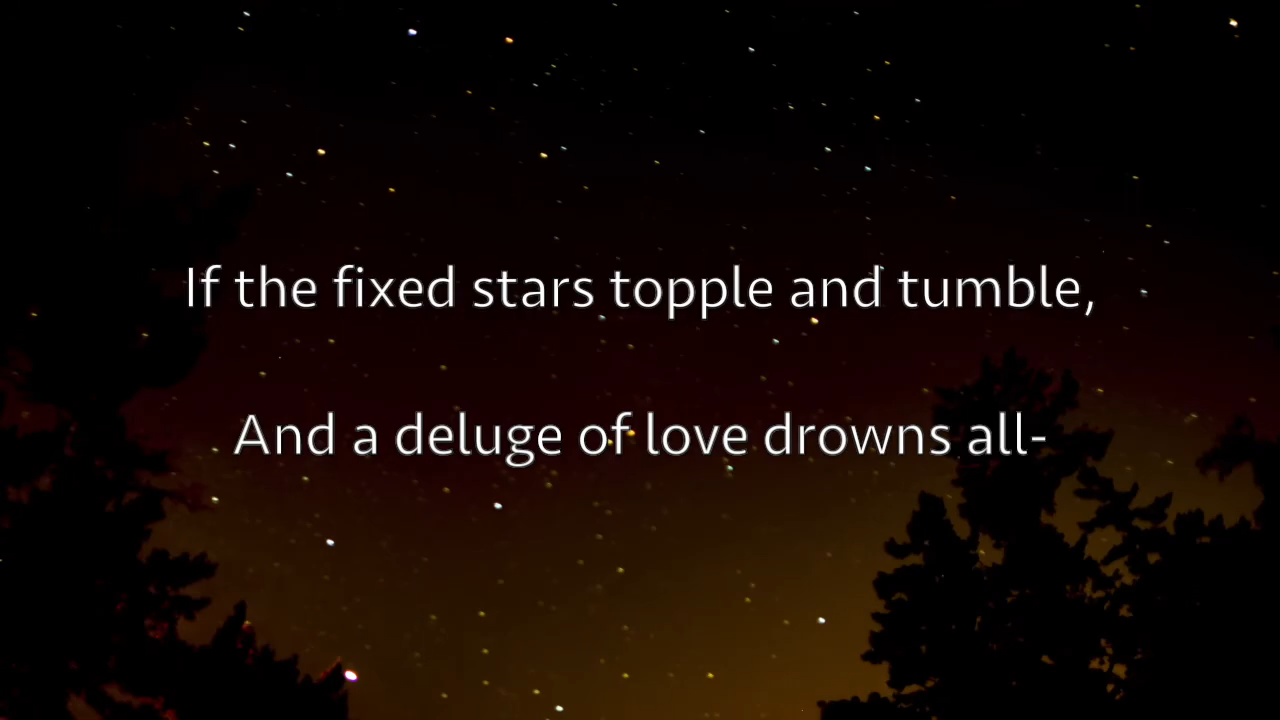 If the fixed stars topple and tumble,
And a deluge of love drowns all-